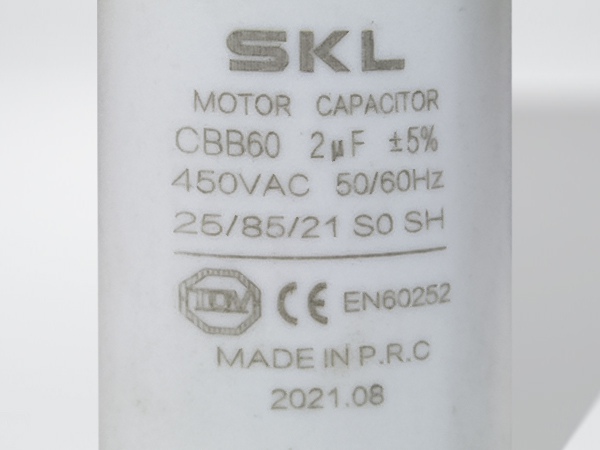 SKL
MOTOR CAPACITOR
CBB60 2µF ±5%
450VAC 50/60Hz
25/85/21 S0 SH
CE EN60252
MADE IN P.R.C
2021.08